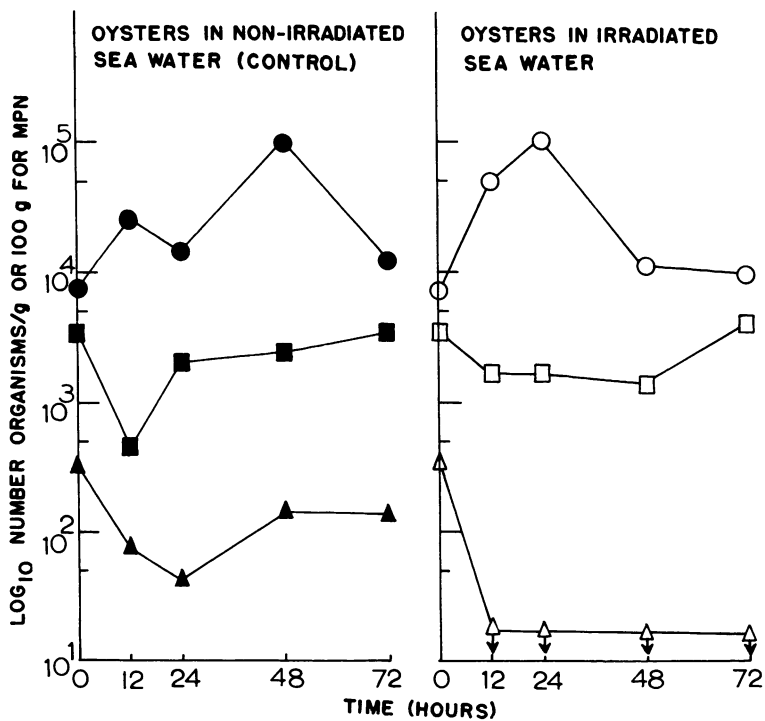 OYSTERS IN NON-IRRADIATED
SEA WATER (CONTROL)
OYSTERS IN IRRADIATED
SEA WATER
LOG10 NUMBER ORGANISMS/g OR 100 g FOR MPN
10^5
10^4
10^3
10^2
10^1
0 12 24 48 72
0 12 24 48 72
TIME (HOURS)